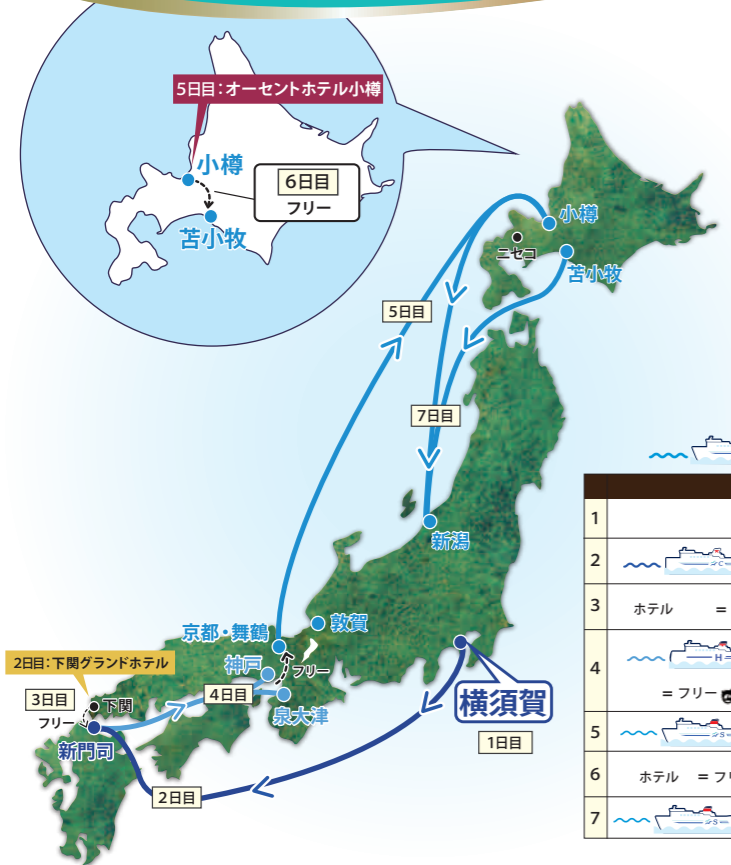 5日目：オーセントホテル小樽
小樽
6日目
フリー
苫小牧
小樽
ニセコ
苫小牧
5日目
7日目
新潟
敦賀
京都・舞鶴
神戸
フリー
2日目：下関グランドホテル
3日目
下関
フリー
4日目
泉大津
新門司
横須賀
1日目
2日目
1
2
3 ホテル =
4
= フリー
5
6 ホテル = フリ
7